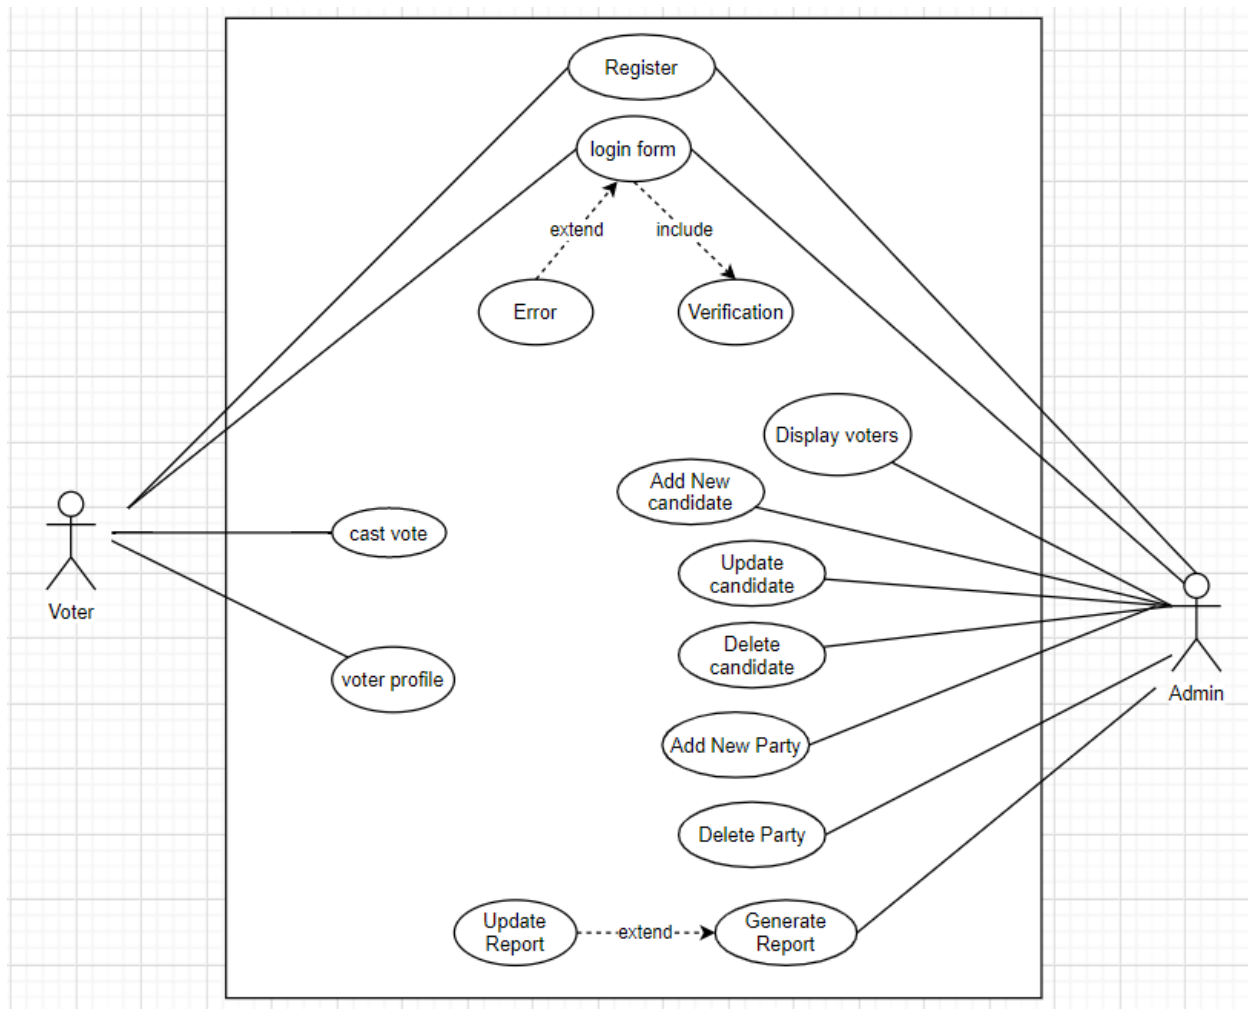 Register
login form
extend
include
Error
Verification
Display voters
Add New
candidate
cast vote
Update
candidate
Voter
Delete
candidate
voter profile
Admin
Add New Party
Delete Party
Update
Report
extend
Generate
Report